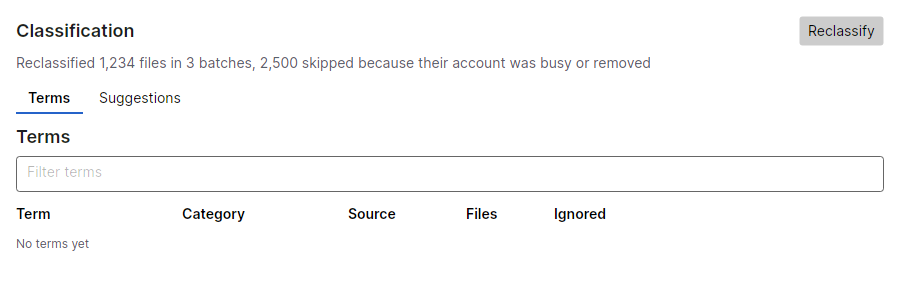 Classification
Reclassify
Reclassified 1,234 files in 3 batches, 2,500 skipped because their account was busy or removed
Terms
Suggestions
Terms
Filter terms
Term
Category
Source
Files
Ignored
No terms yet